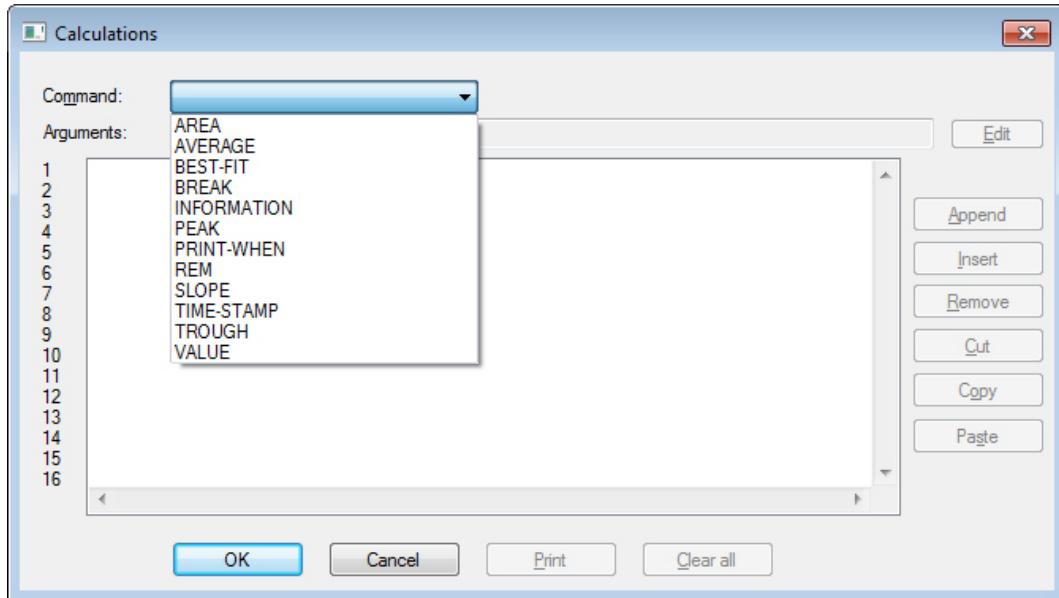 Calculations
Command:
Arguments:
Edit
AREA
AVERAGE
BEST-FIT
BREAK
INFORMATION
PEAK
PRINT-WHEN
REM
SLOPE
TIME-STAMP
TROUGH
VALUE
1
2
3
4
5
6
7
8
9
10
11
12
13
14
15
16
Append
Insert
Remove
Cut
Copy
Paste
OK
Cancel
Print
Clear all